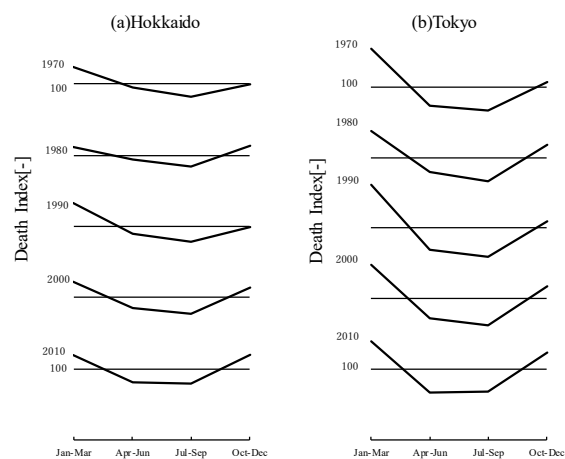 (a)Hokkaido
1970
100
1980
1990
2000
2010
100
Death Index[-]
Jan-Mar Apr-Jun Jul-Sep Oct-Dec
(b)Tokyo
1970
100
1980
1990
2000
2010
100
Death Index[-]
Jan-Mar Apr-Jun Jul-Sep Oct-Dec